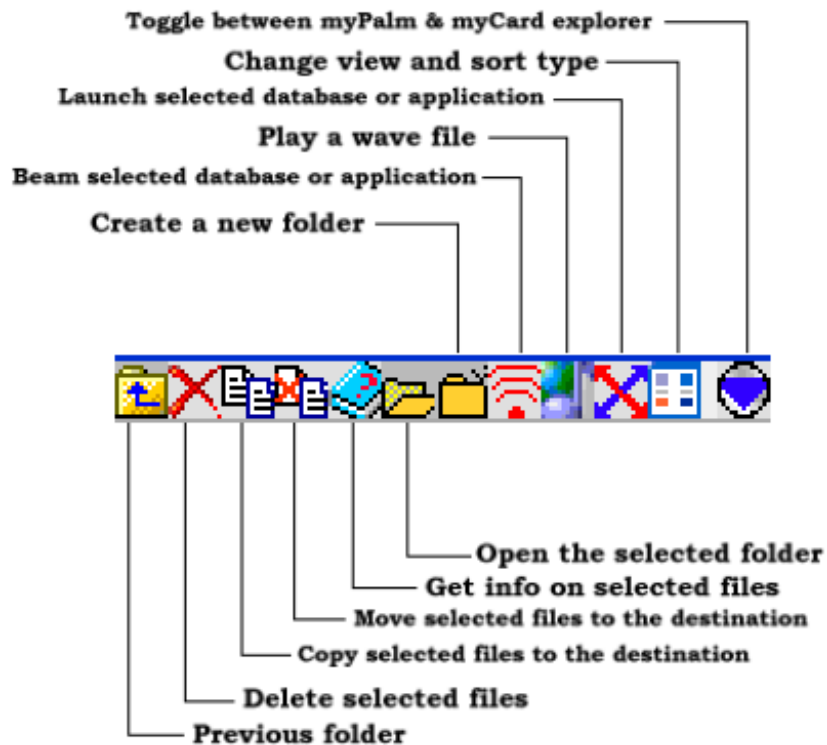 Toggle between myPalm & myCard explorer
Change view and sort type
Launch selected database or application
Play a wave file
Beam selected database or application
Create a new folder
Open the selected folder
Get info on selected files
Move selected files to the destination
Copy selected files to the destination
Delete selected files
Previous folder